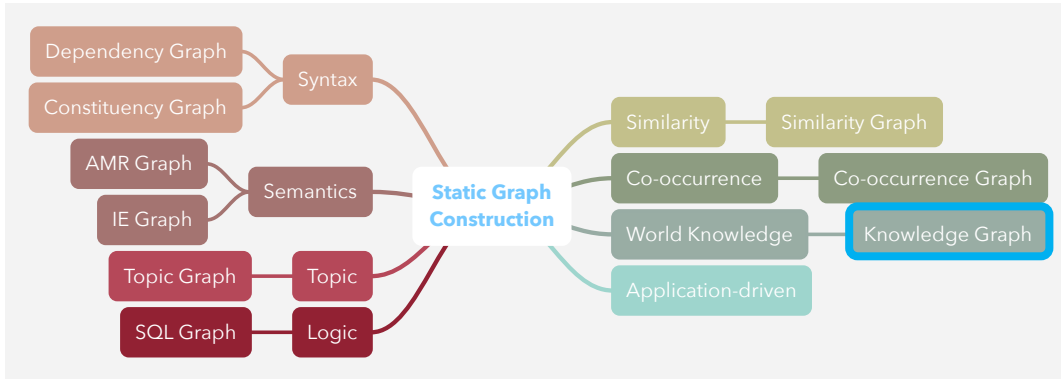 Dependency Graph
Constituency Graph
Syntax
AMR Graph
IE Graph
Semantics
Topic Graph
Topic
SQL Graph
Logic
Static Graph
Construction
Similarity
Similarity Graph
Co-occurrence
Co-occurrence Graph
World Knowledge
Knowledge Graph
Application-driven